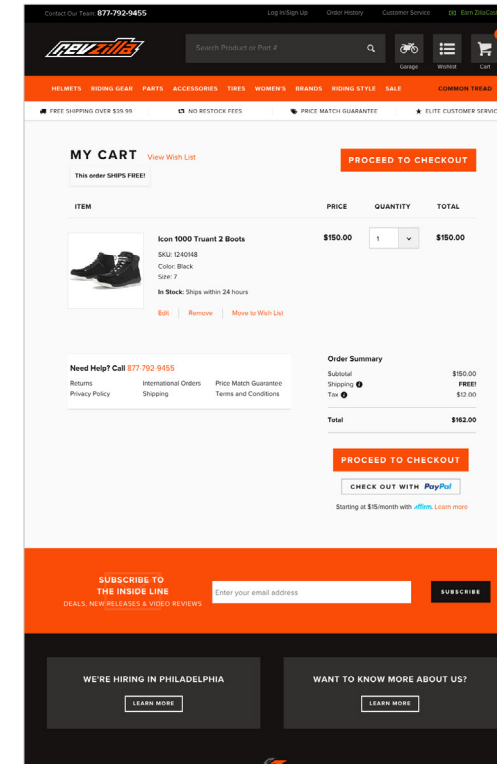 Contact Our Team: 877-792-9455 Log In/Sign Up Order History Customer Service Earn ZillaCas
revzilla
Search Product or Part #
Garage Wishlist Cart
HELMETS RIDING GEAR PARTS ACCESSORIES TIRES WOMEN'S BRANDS RIDING STYLE SALE COMMON TREAD
FREE SHIPPING OVER $39.99 NO RESTOCK FEES PRICE MATCH GUARANTEE ELITE CUSTOMER SERVIC
MY CART View Wish List
PROCEED TO CHECKOUT
This order SHIPS FREE!
ITEM PRICE QUANTITY TOTAL
Icon 1000 Truant 2 Boots $150.00 1 $150.00
SKU: 1240148
Color: Black
Size: 7
In Stock: Ships within 24 hours
Edit Remove Move to Wish List
Need Help? Call 877-792-9455
Returns International Orders Price Match Guarantee
Privacy Policy Shipping Terms and Conditions
Order Summary
Subtotal $150.00
Shipping FREE!
Tax $12.00
Total $162.00
PROCEED TO CHECKOUT
CHECK OUT WITH PayPal
Starting at $15/month with affirm. Learn more
SUBSCRIBE TO
THE INSIDE LINE
DEALS, NEW RELEASES & VIDEO REVIEWS
Enter your email address
SUBSCRIBE
WE'RE HIRING IN PHILADELPHIA
LEARN MORE
WANT TO KNOW MORE ABOUT US?
LEARN MORE